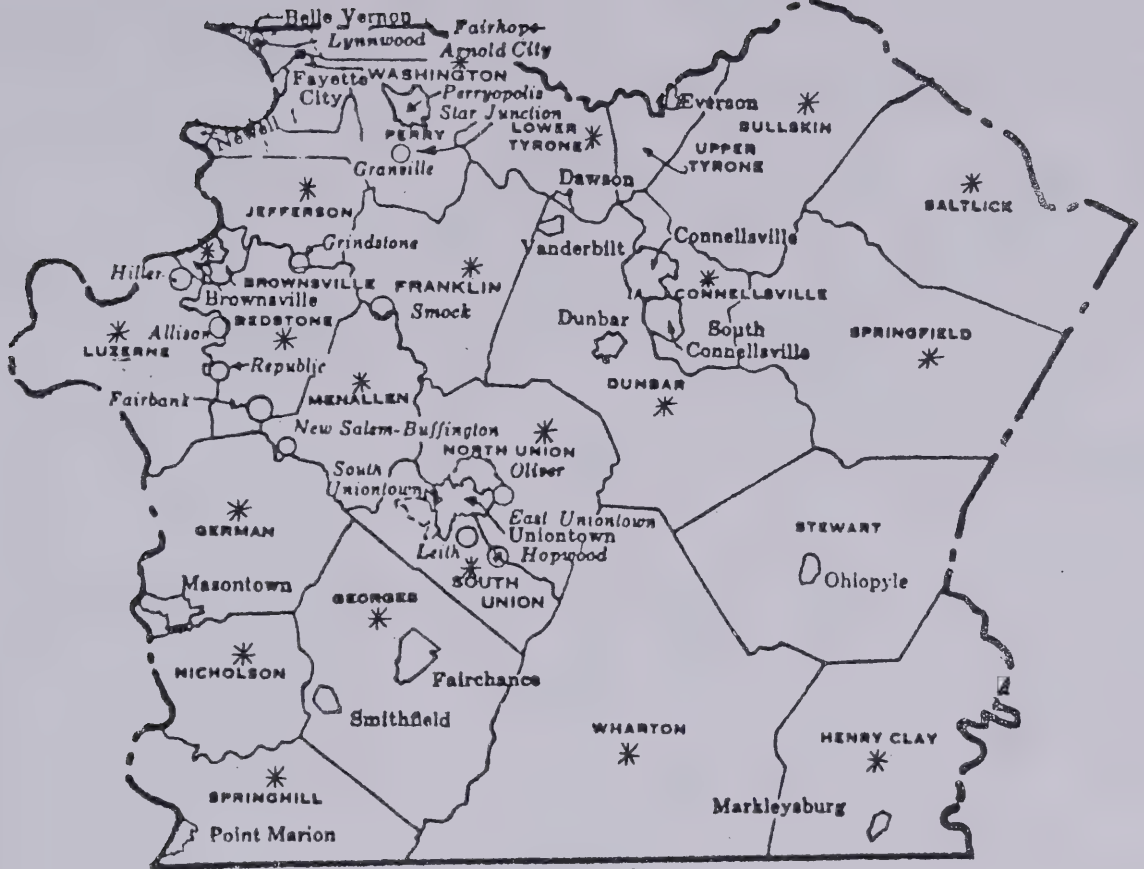 Belle Vernon
Lynnwood
Fairhope
Arnold City
WASHINGTON
Fayette
City
Perryopolis
Star Junction
Newell
PERRY
LOWER
TYRONE
Everson
BULLSKIN
UPPER
TYRONE
Granville
Dawson
JEFFERSON
SALTLICK
Vanderbilt
Connellsville
Grindstone
Hiller
BROWNSVILLE
FRANKLIN
CONNELLSVILLE
Brownsville
Smock
REDSTONE
Allison
Dunbar
South
Connellsville
SPRINGFIELD
LUZERNE
Republic
DUNBAR
MENALLEN
Fairbank
New Salem-Buffington
NORTH UNION
Oliver
South
Uniontown
East Uniontown
Uniontown
Hopwood
Leith
GERMAN
STEWART
Ohiopyle
SOUTH
UNION
Masontown
GEORGES
NICHOLSON
Fairchance
Smithfield
WHARTON
HENRY CLAY
SPRINGHILL
Markleysburg
Point Marion